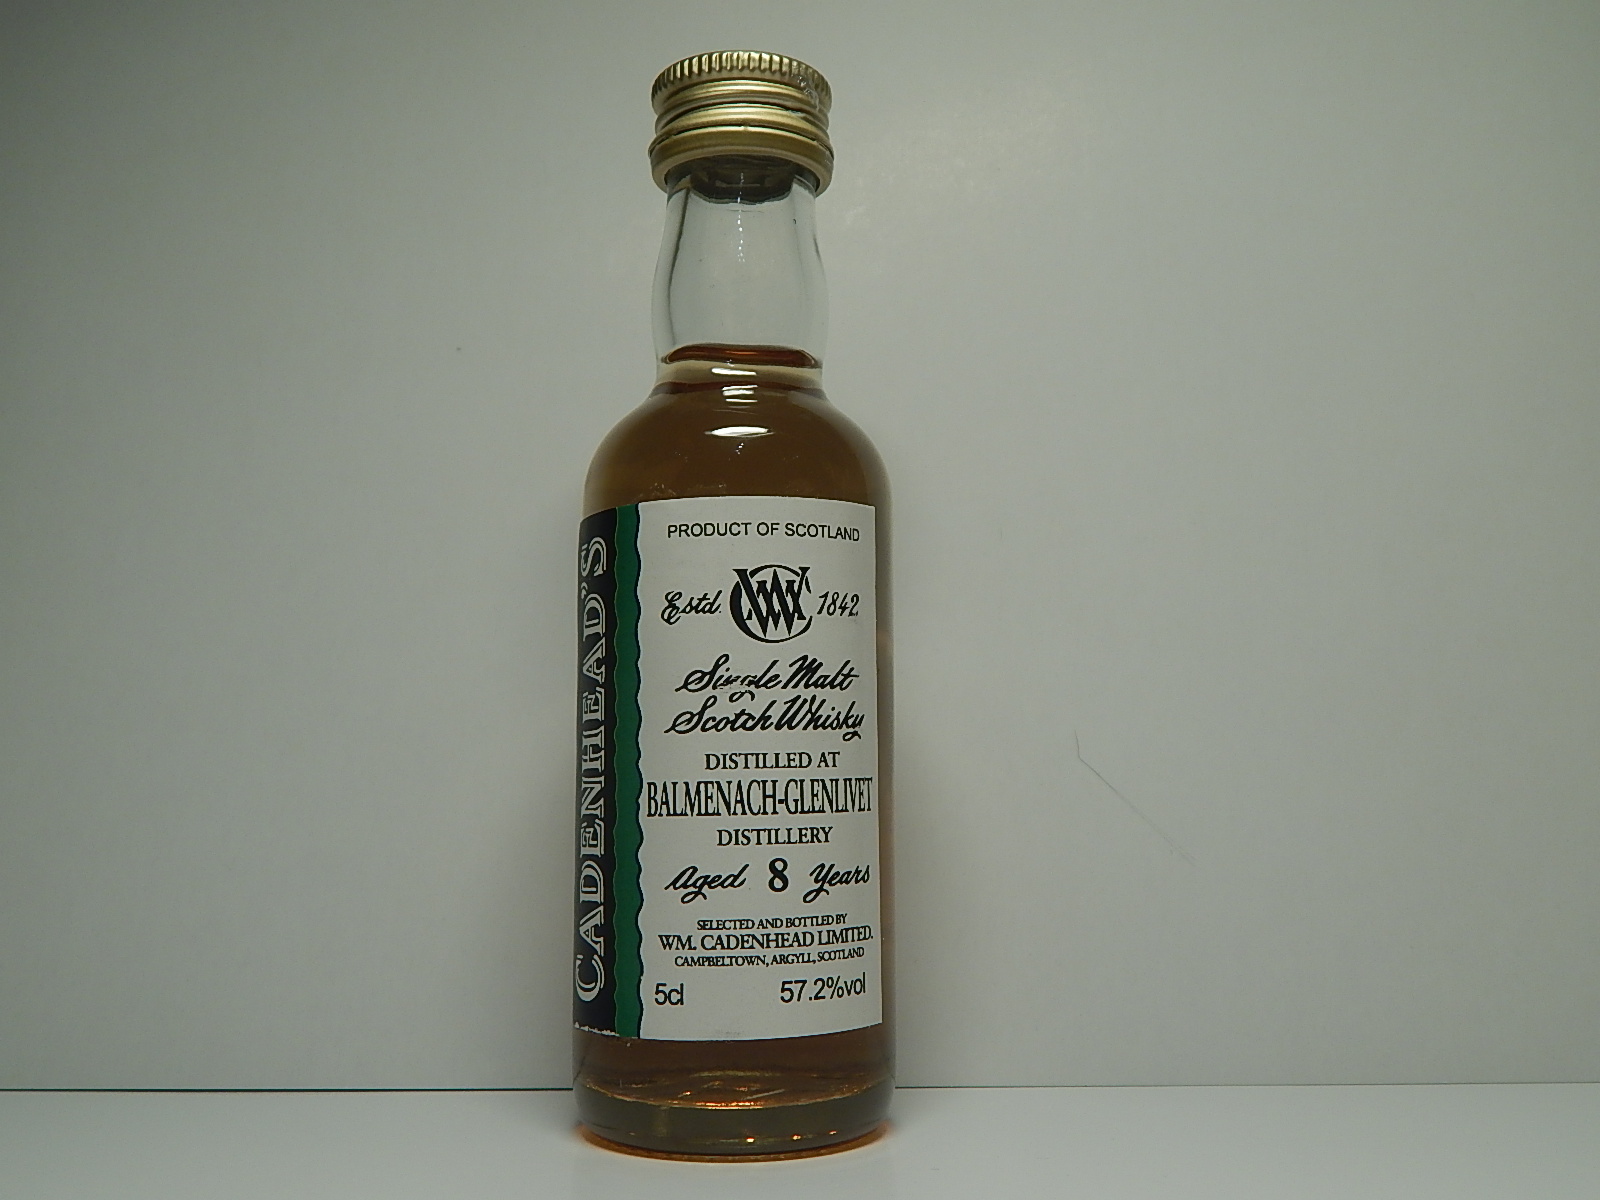 CADENHEAD'S
PRODUCT OF SCOTLAND
Estd. WC 1842.
Single Malt
Scotch Whisky
DISTILLED AT
BALMENACH-GLENLIVET
DISTILLERY
Aged 8 Years
SELECTED AND BOTTLED BY
WM. CADENHEAD LIMITED.
CAMPBELTOWN, ARGYLL, SCOTLAND
5cl 57.2%vol